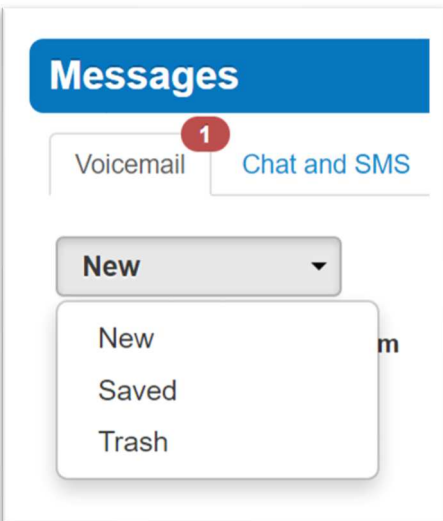 Messages
1
Voicemail Chat and SMS
New
New
m
Saved
Trash